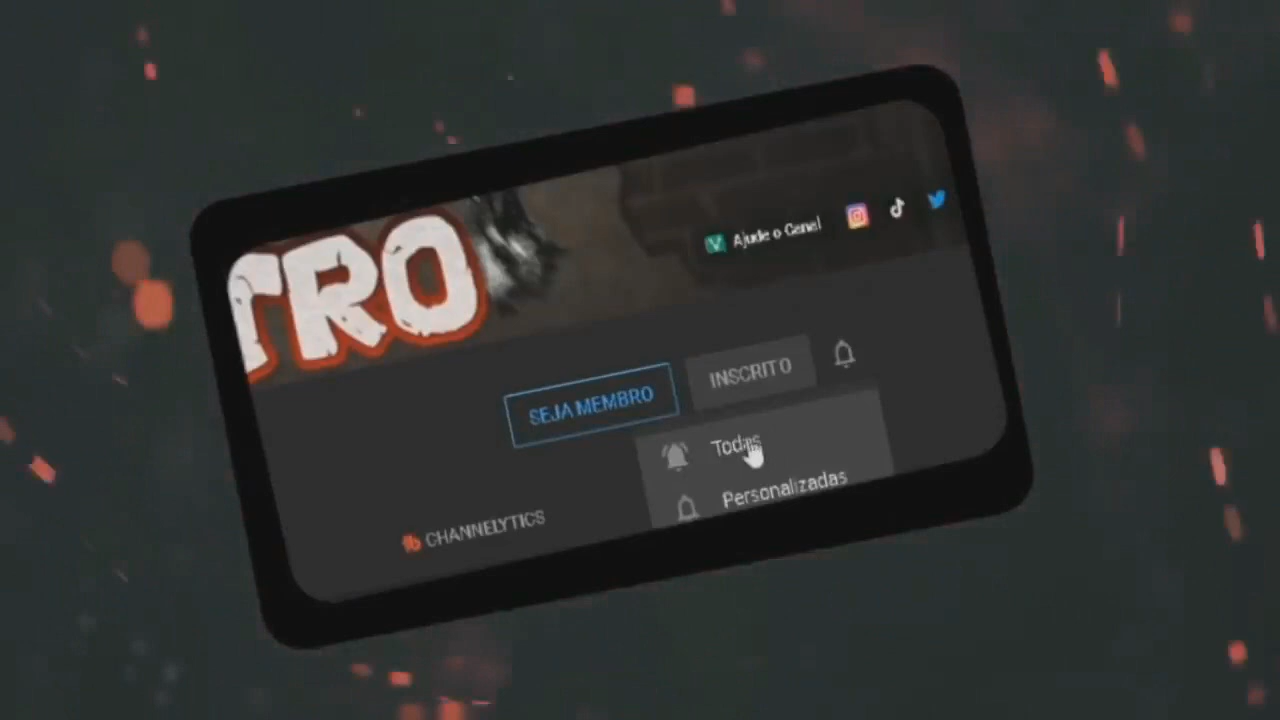 TRO
Ajude o Canal
SEJA MEMBRO
INSCRITO
Todas
Personalizadas
CHANNELYTICS